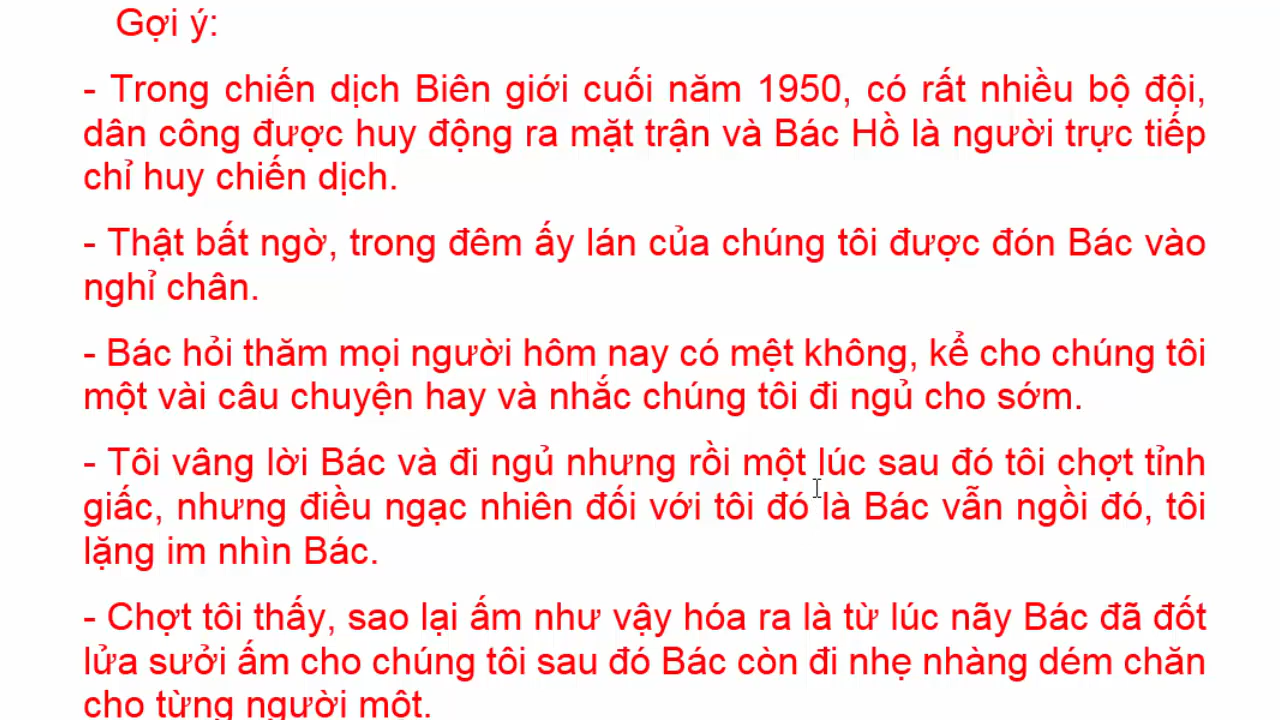 Gợi ý:
- Trong chiến dịch Biên giới cuối năm 1950, có rất nhiều bộ đội,
dân công được huy động ra mặt trận và Bác Hồ là người trực tiếp
chỉ huy chiến dịch.
- Thật bất ngờ, trong đêm ấy lán của chúng tôi được đón Bác vào
nghỉ chân.
- Bác hỏi thăm mọi người hôm nay có mệt không, kể cho chúng tôi
một vài câu chuyện hay và nhắc chúng tôi đi ngủ cho sớm.
- Tôi vâng lời Bác và đi ngủ nhưng rồi một lúc sau đó tôi chợt tỉnh
giấc, nhưng điều ngạc nhiên đối với tôi đó là Bác vẫn ngồi đó, tôi
lặng im nhìn Bác.
- Chợt tôi thấy, sao lại ấm như vậy hóa ra là từ lúc nãy Bác đã đốt
lửa sưởi ấm cho chúng tôi sau đó Bác còn đi nhẹ nhàng dém chăn
cho từng người một.